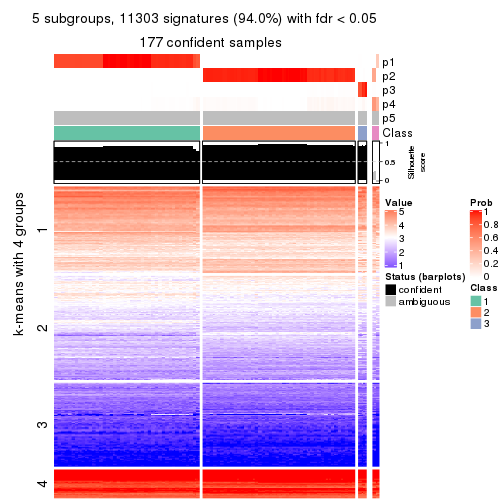 5 subgroups, 11303 signatures (94.0%) with fdr < 0.05
177 confident samples
p1
p2
p3
p4
p5
Class
1
0.5
0
Silhouette
score
k-means with 4 groups
1
2
3
4
Value
5
4
3
2
1
Status (barplots)
confident
ambiguous
Prob
1
0.8
0.6
0.4
0.2
0
Class
1
2
3